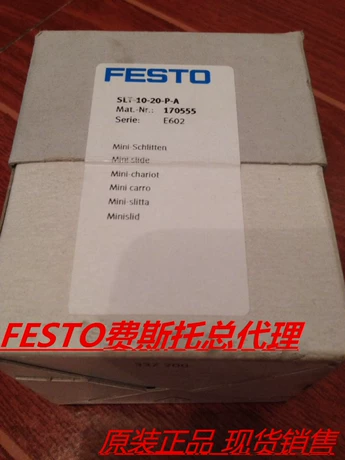 FESTO
SLT-10-20-P-A
Mat.-Nr.: 170555
Serie: E602
Mini-Schlitten
Mini slide
Mini-chariot
Mini carro
Mini-slitta
Minislid
FESTO费斯托总代理
原装正品 现货销售